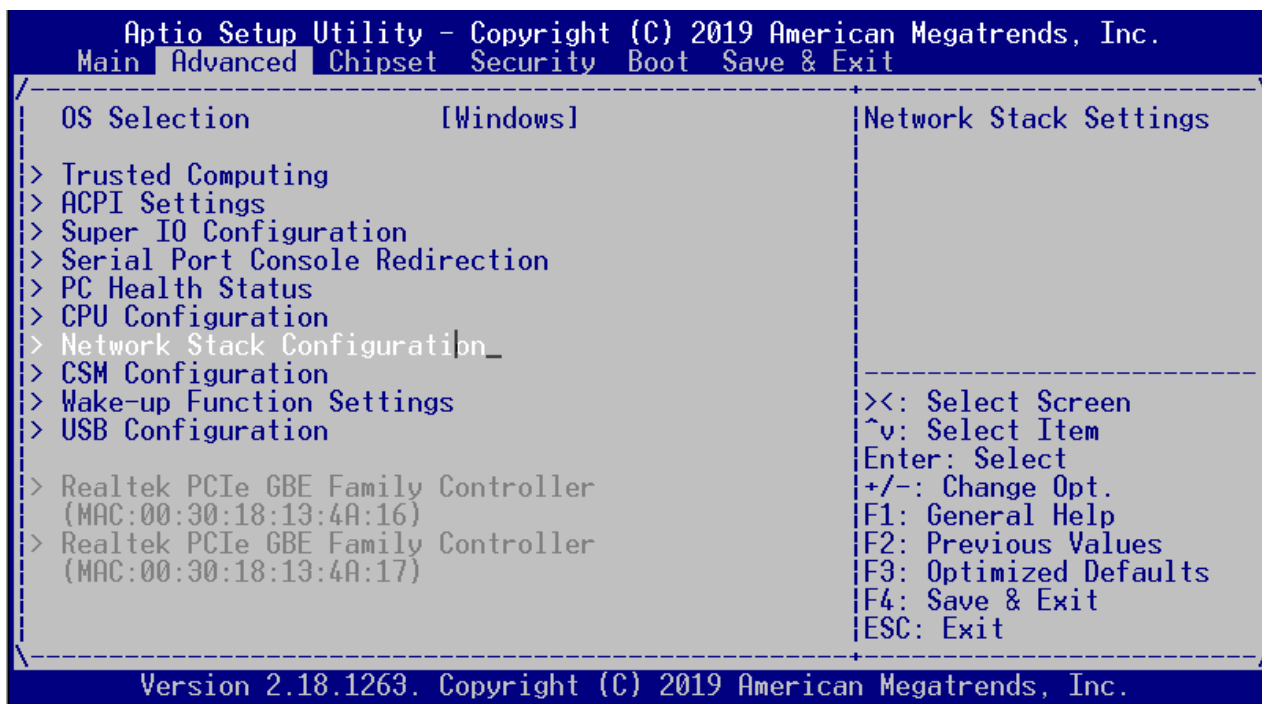 Aptio Setup Utility - Copyright (C) 2019 American Megatrends, Inc.
Main Advanced Chipset Security Boot Save & Exit
OS Selection [Windows]
> Trusted Computing
> ACPI Settings
> Super IO Configuration
> Serial Port Console Redirection
> PC Health Status
> CPU Configuration
> Network Stack Configuration_
> CSM Configuration
> Wake-up Function Settings
> USB Configuration
> Realtek PCIe GBE Family Controller
(MAC:00:30:18:13:4A:16)
> Realtek PCIe GBE Family Controller
(MAC:00:30:18:13:4A:17)
Network Stack Settings
><: Select Screen
^v: Select Item
Enter: Select
+/-: Change Opt.
F1: General Help
F2: Previous Values
F3: Optimized Defaults
F4: Save & Exit
ESC: Exit
Version 2.18.1263. Copyright (C) 2019 American Megatrends, Inc.